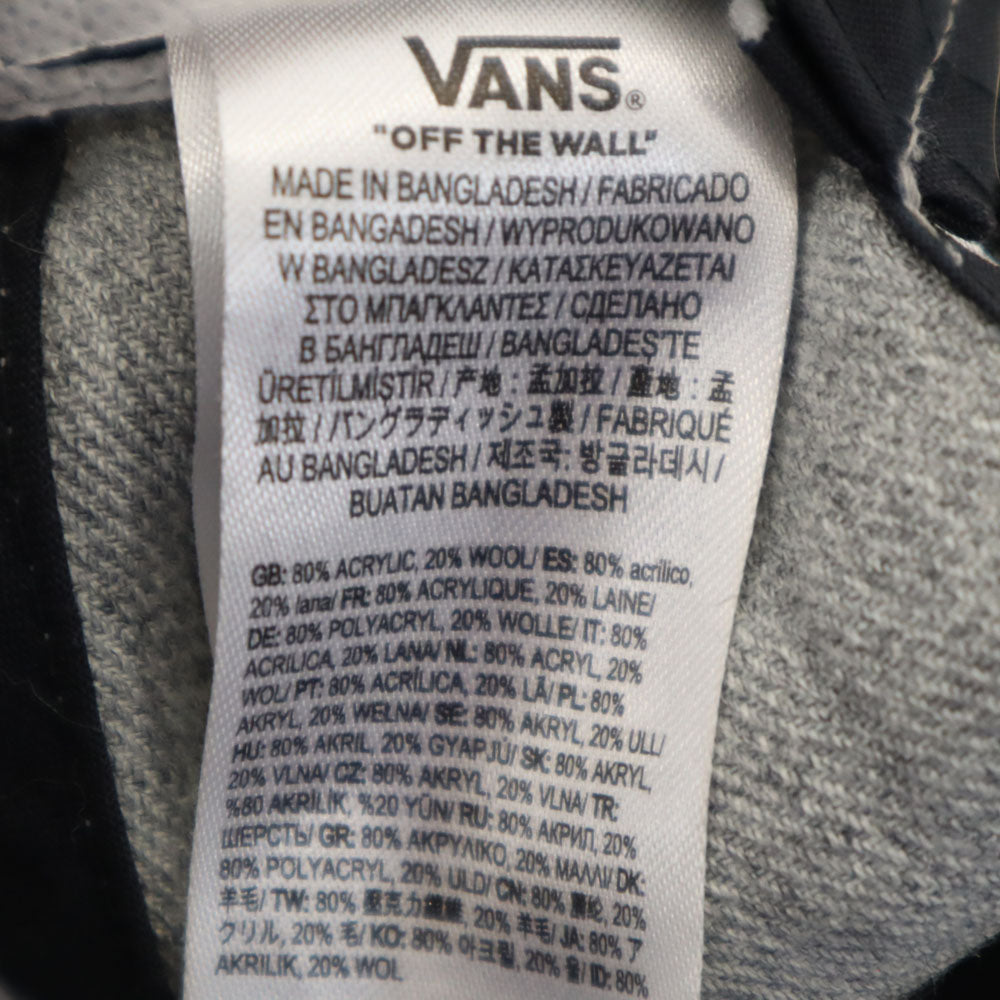 VANS®
"OFF THE WALL"
MADE IN BANGLADESH / FABRICADO
EN BANGADESH / WYPRODUKOWANO
W BANGLADESZ / ΚΑΤΑΣΚΕΥΑΖΕΤΑΙ
ΣΤΟ ΜΠΑΓΚΛΑΝΤΕΣ / СДЕЛАНО
В БАНГЛАДЕШ / BANGLADEŞ'TE
ÜRETİLMİŞTİR / 产地 : 孟加拉 / 產地 : 孟
加拉 / バングラディッシュ製 / FABRIQUÉ
AU BANGLADESH / 제조국: 방글라데시 /
BUATAN BANGLADESH
GB: 80% ACRYLIC, 20% WOOL/ ES: 80% acrílico,
20% lana/ FR: 80% ACRYLIQUE, 20% LAINE/
DE: 80% POLYACRYL, 20% WOLLE/ IT: 80%
ACRILICA, 20% LANA/ NL: 80% ACRYL, 20%
WOL/ PT: 80% ACRÍLICA, 20% LÃ/ PL: 80%
AKRYL, 20% WELNA/ SE: 80% AKRYL, 20% ULL/
HU: 80% AKRIL, 20% GYAPJÚ/ SK: 80% AKRYL,
20% VLNA/ CZ: 80% AKRYL, 20% VLNA/ TR:
%80 AKRİLİK, %20 YÜN/ RU: 80% АКРИЛ, 20%
ШЕРСТЬ/ GR: 80% ΑΚΡΥΛΙΚΟ, 20% ΜΑΛΛΙ/ DK:
80% POLYACRYL, 20% ULD/ CN: 80% 腈纶, 20%
羊毛/ TW: 80% 壓克力纖維, 20% 羊毛/ JA: 80% ア
クリル, 20% 毛/ KO: 80% 아크릴, 20% 울/ ID: 80%
AKRILIK, 20% WOL